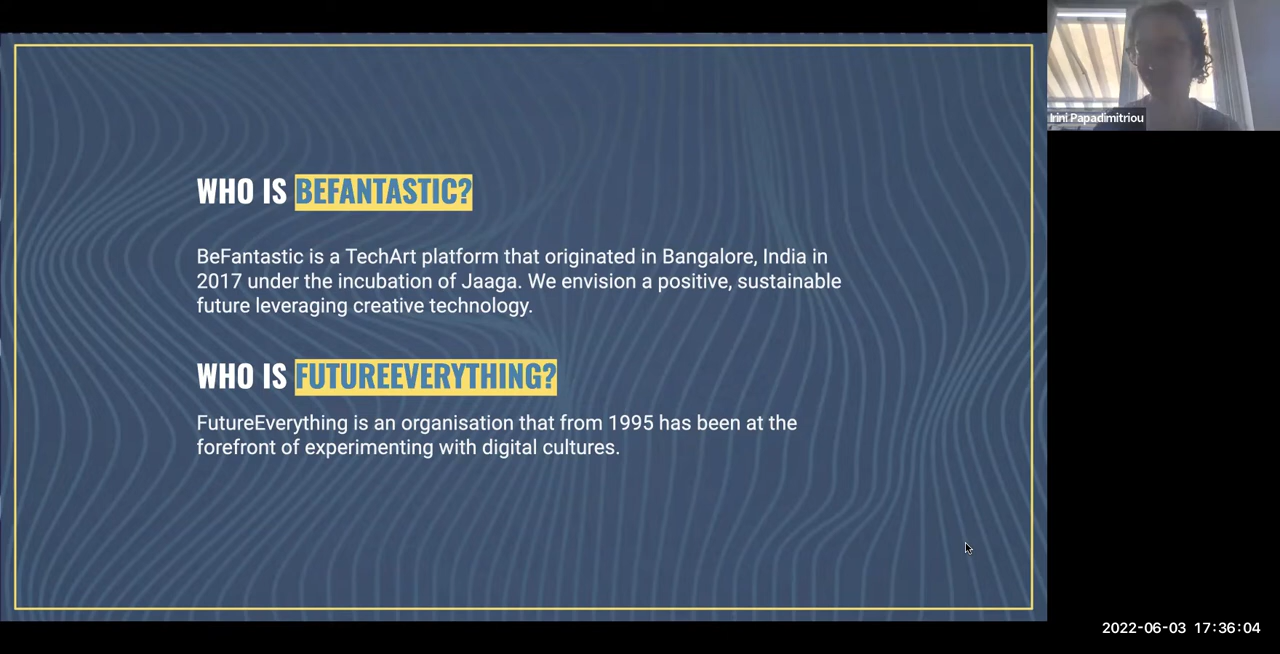 Irini Papadimitriou
WHO IS BEFANTASTIC?
BeFantastic is a TechArt platform that originated in Bangalore, India in
2017 under the incubation of Jaaga. We envision a positive, sustainable
future leveraging creative technology.
WHO IS FUTUREEVERYTHING?
FutureEverything is an organisation that from 1995 has been at the
forefront of experimenting with digital cultures.
2022-06-03 17:36:04